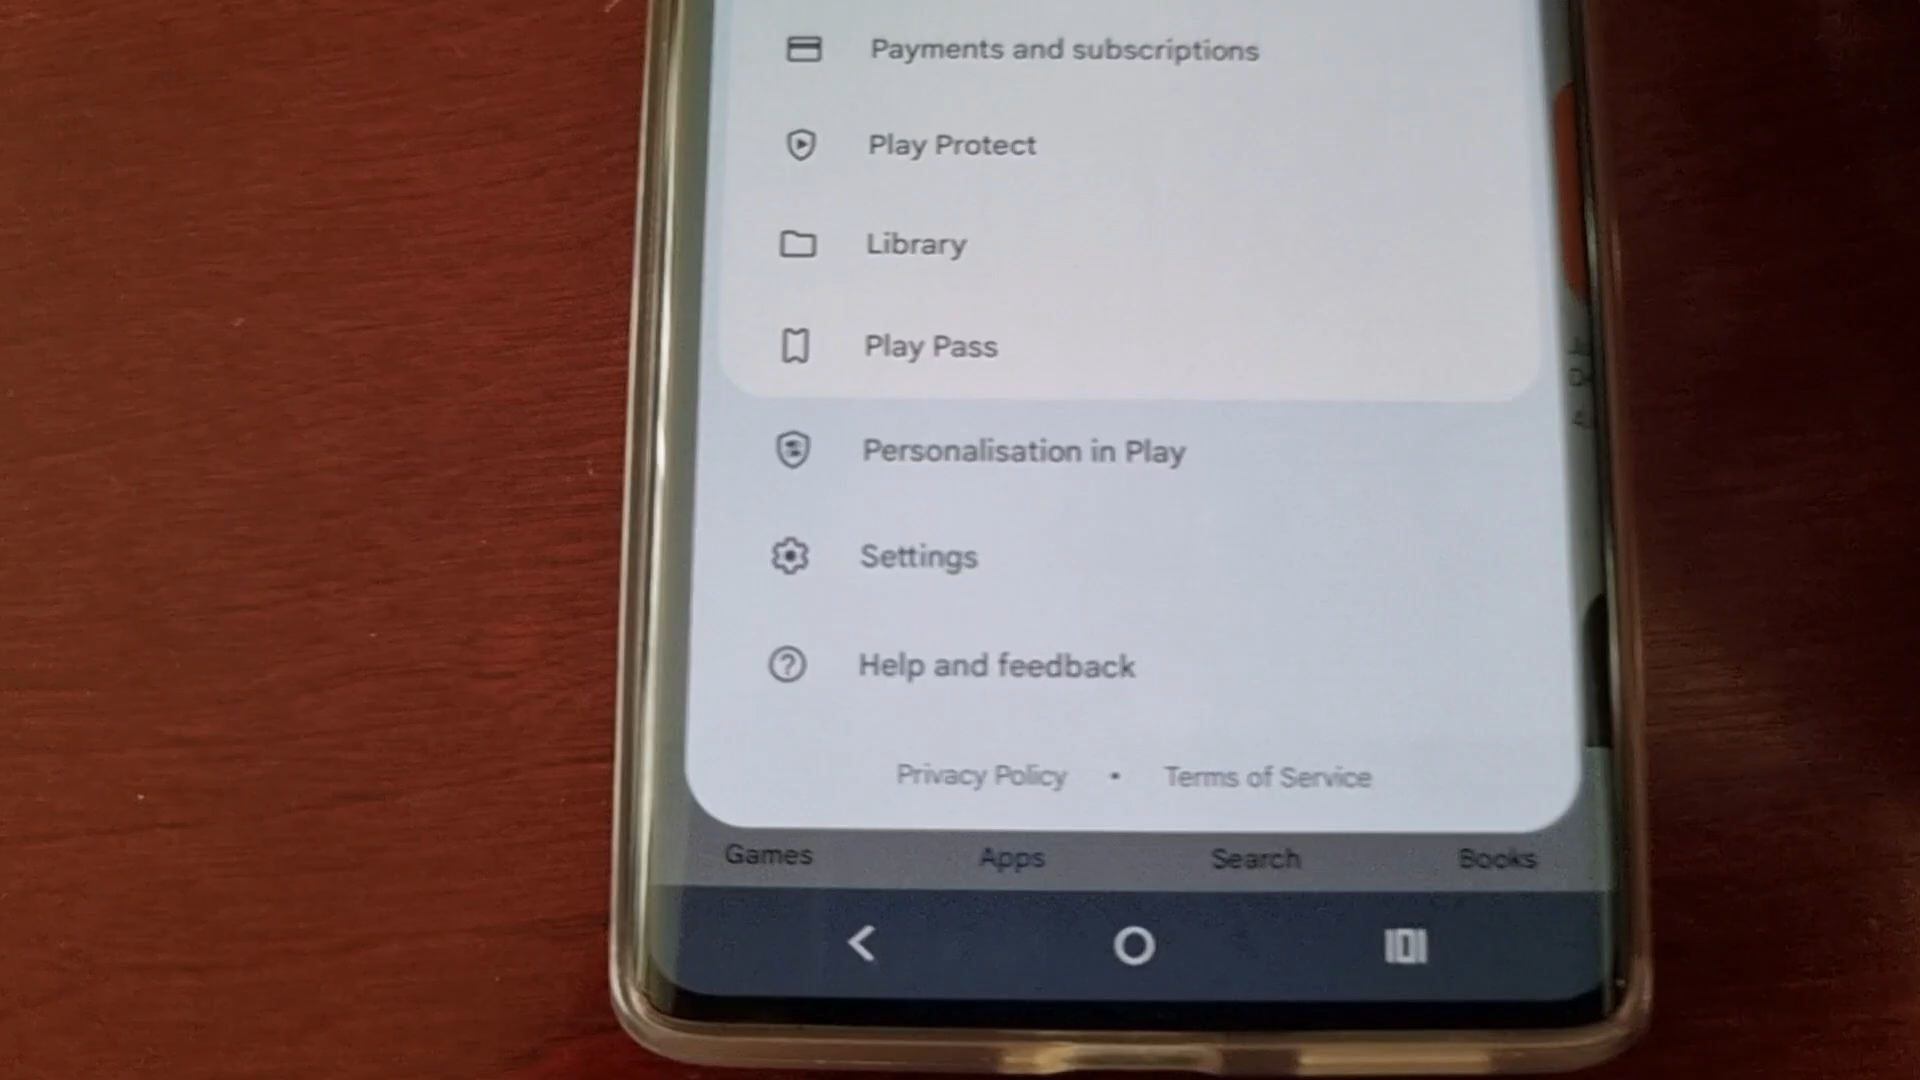 Payments and subscriptions
Play Protect
Library
Play Pass
Personalisation in Play
Settings
Help and feedback
Privacy Policy • Terms of Service
Games Apps Search Books